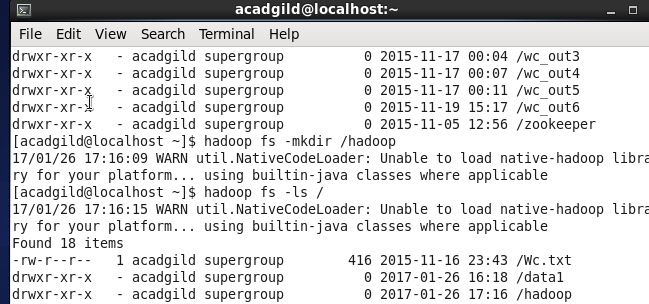 acadgild@localhost:~
File Edit View Search Terminal Help
drwxr-xr-x   - acadgild supergroup          0 2015-11-17 00:04 /wc_out3
drwxr-xr-x   - acadgild supergroup          0 2015-11-17 00:07 /wc_out4
drwxr-xr-x   - acadgild supergroup          0 2015-11-17 00:11 /wc_out5
drwxr-xr-x   - acadgild supergroup          0 2015-11-19 15:17 /wc_out6
drwxr-xr-x   - acadgild supergroup          0 2015-11-05 12:56 /zookeeper
[acadgild@localhost ~]$ hadoop fs -mkdir /hadoop
17/01/26 17:16:09 WARN util.NativeCodeLoader: Unable to load native-hadoop libra
ry for your platform... using builtin-java classes where applicable
[acadgild@localhost ~]$ hadoop fs -ls /
17/01/26 17:16:15 WARN util.NativeCodeLoader: Unable to load native-hadoop libra
ry for your platform... using builtin-java classes where applicable
Found 18 items
-rw-r--r--   1 acadgild supergroup        416 2015-11-16 23:43 /Wc.txt
drwxr-xr-x   - acadgild supergroup          0 2017-01-26 16:18 /data1
drwxr-xr-x   - acadgild supergroup          0 2017-01-26 17:16 /hadoop